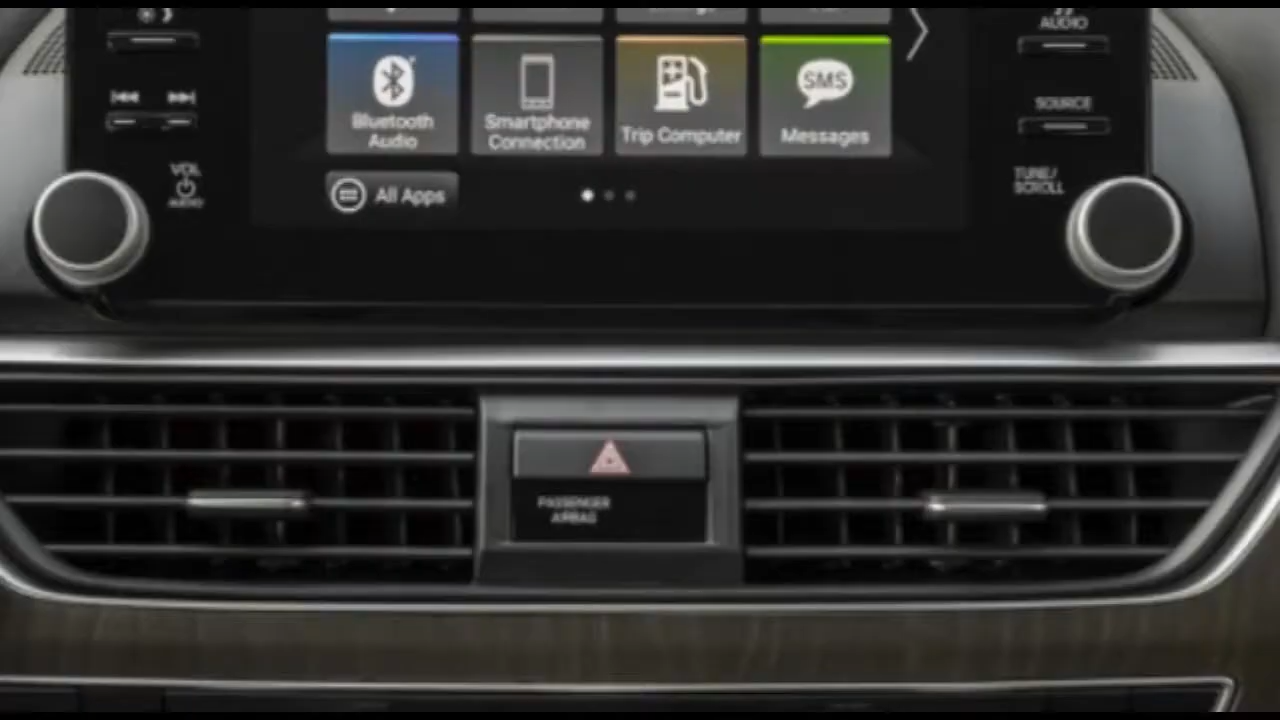 AUDIO
SOURCE
TUNE/
SCROLL
VOL
AUDIO
Bluetooth
Audio
Smartphone
Connection
Trip Computer
SMS
Messages
All Apps
PASSENGER
AIRBAG